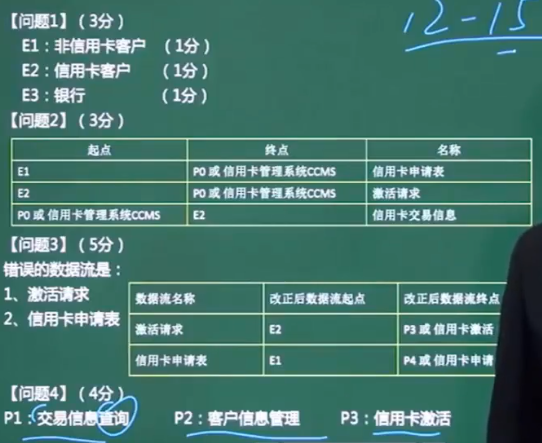 【问题1】（3分）
12-15
E1：非信用卡客户 （1分）
E2：信用卡客户 （1分）
E3：银行 （1分）
【问题2】（3分）
起点 终点 名称
E1 P0 或 信用卡管理系统CCMS 信用卡申请表
E2 P0 或 信用卡管理系统CCMS 激活请求
P0 或 信用卡管理系统CCMS E2 信用卡交易信息
【问题3】（5分）
错误的数据流是：
1、激活请求
2、信用卡申请表
数据流名称 改正后数据流起点 改正后数据流终点
激活请求 E2 P3 或 信用卡激活
信用卡申请表 E1 P4 或 信用卡申请
【问题4】（4分）
P1：交易信息查询 P2：客户信息管理 P3：信用卡激活